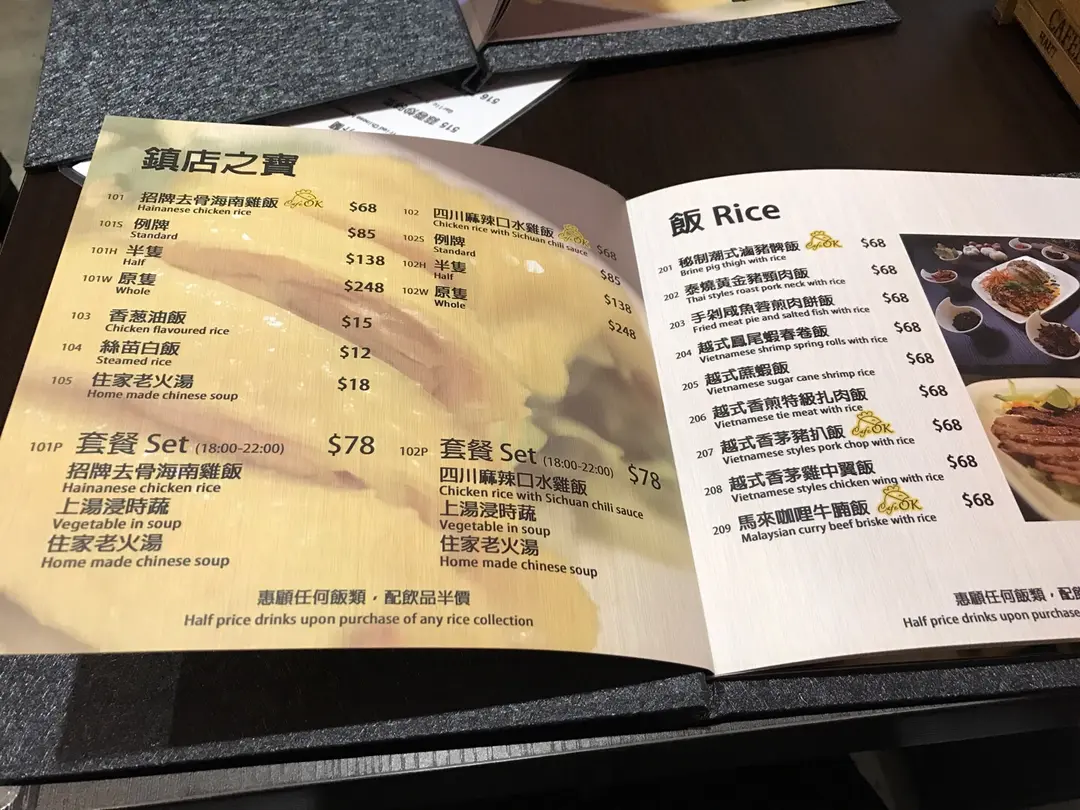 CAFE
516
515
鎮店之寶
101 招牌去骨海南雞飯 Café OK $68
Hainanese chicken rice
101S 例牌 $85
Standard
101H 半隻 $138
Half
101W 原隻 $248
Whole
103 香葱油飯 $15
Chicken flavoured rice
104 絲苗白飯 $12
Steamed rice
105 住家老火湯 $18
Home made chinese soup
102 四川麻辣口水雞飯 Café OK $68
Chicken rice with Sichuan chili sauce
102S 例牌 $85
Standard
102H 半隻 $138
Half
102W 原隻 $248
Whole
101P 套餐 Set (18:00-22:00) $78
招牌去骨海南雞飯
Hainanese chicken rice
上湯浸時蔬
Vegetable in soup
住家老火湯
Home made chinese soup
102P 套餐 Set (18:00-22:00) $78
四川麻辣口水雞飯
Chicken rice with Sichuan chili sauce
上湯浸時蔬
Vegetable in soup
住家老火湯
Home made chinese soup
惠顧任何飯類，配飲品半價
Half price drinks upon purchase of any rice collection
飯 Rice
201 秘制潮式滷豬髀飯 Café OK $68
Brine pig thigh with rice
202 泰燒黃金豬頸肉飯 $68
Thai styles roast pork neck with rice
203 手剁咸魚蓉煎肉餅飯 $68
Fried meat pie and salted fish with rice
204 越式鳳尾蝦春卷飯 $68
Vietnamese shrimp spring rolls with rice
205 越式蔗蝦飯 $68
Vietnamese sugar cane shrimp rice
206 越式香煎特級扎肉飯 $68
Vietnamese tie meat with rice
207 越式香茅豬扒飯 Café OK $68
Vietnamese styles pork chop with rice
208 越式香茅雞中翼飯 $68
Vietnamese styles chicken wing with rice
209 馬來咖哩牛腩飯 Café OK $68
Malaysian curry beef briske with rice
惠顧任何飯類，配飲
Half price drinks upon purchase